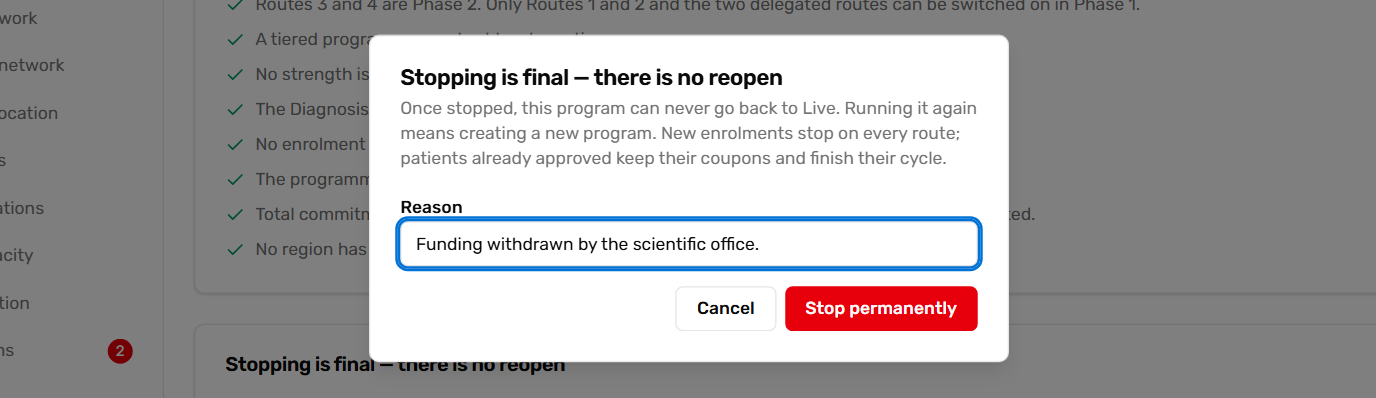 Routes 3 and 4 are Phase 2. Only Routes 1 and 2 and the two delegated routes can be switched on in Phase 1.
work
A tiered
network
No strength is
ocation
The Diagnosis
No enrolment
s
The
ations
Total
ted.
acity
No region has
tion
ns
2
Stopping is final — there is no reopen
Once stopped, this program can never go back to Live. Running it again
means creating a new program. New enrolments stop on every route;
patients already approved keep their coupons and finish their cycle.
Reason
Funding withdrawn by the scientific office.
Cancel
Stop permanently
Stopping is final — there is no reopen